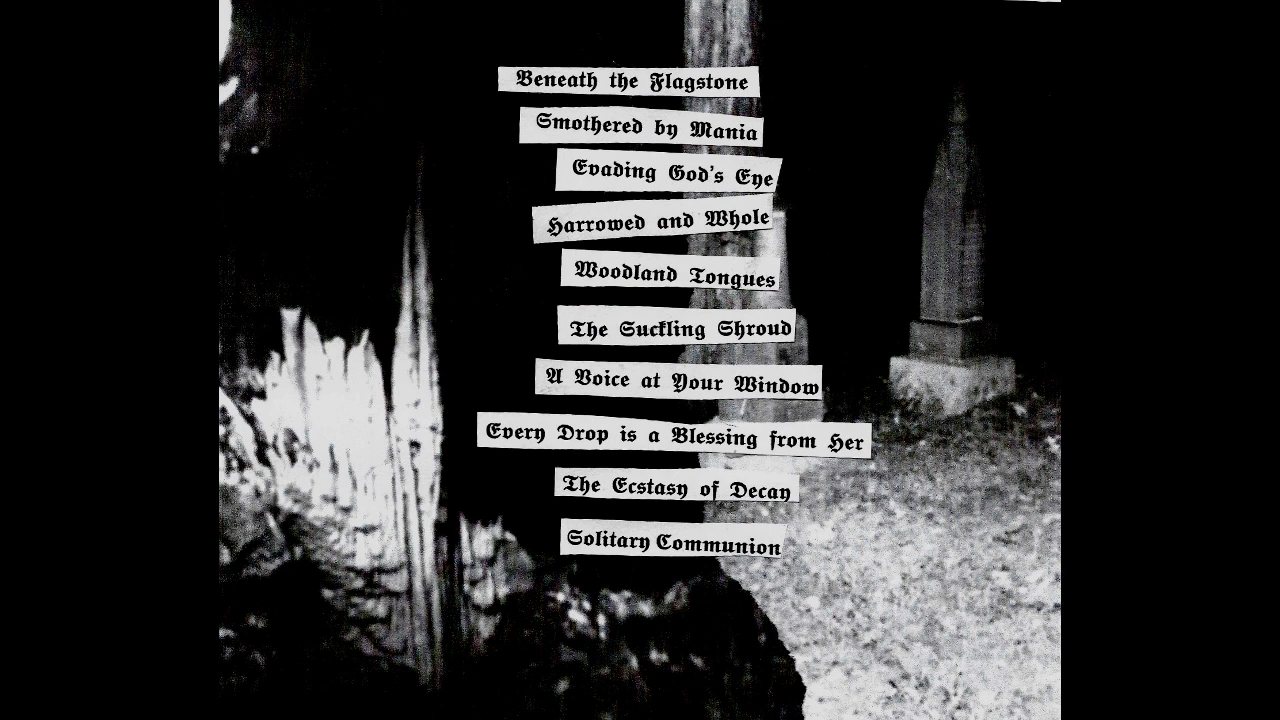 Beneath the Flagstone
Smothered by Mania
Evading God's Eye
Harrowed and Whole
Woodland Tongues
The Suckling Shroud
A Voice at Your Window
Every Drop is a Blessing from Her
The Ecstasy of Decay
Solitary Communion